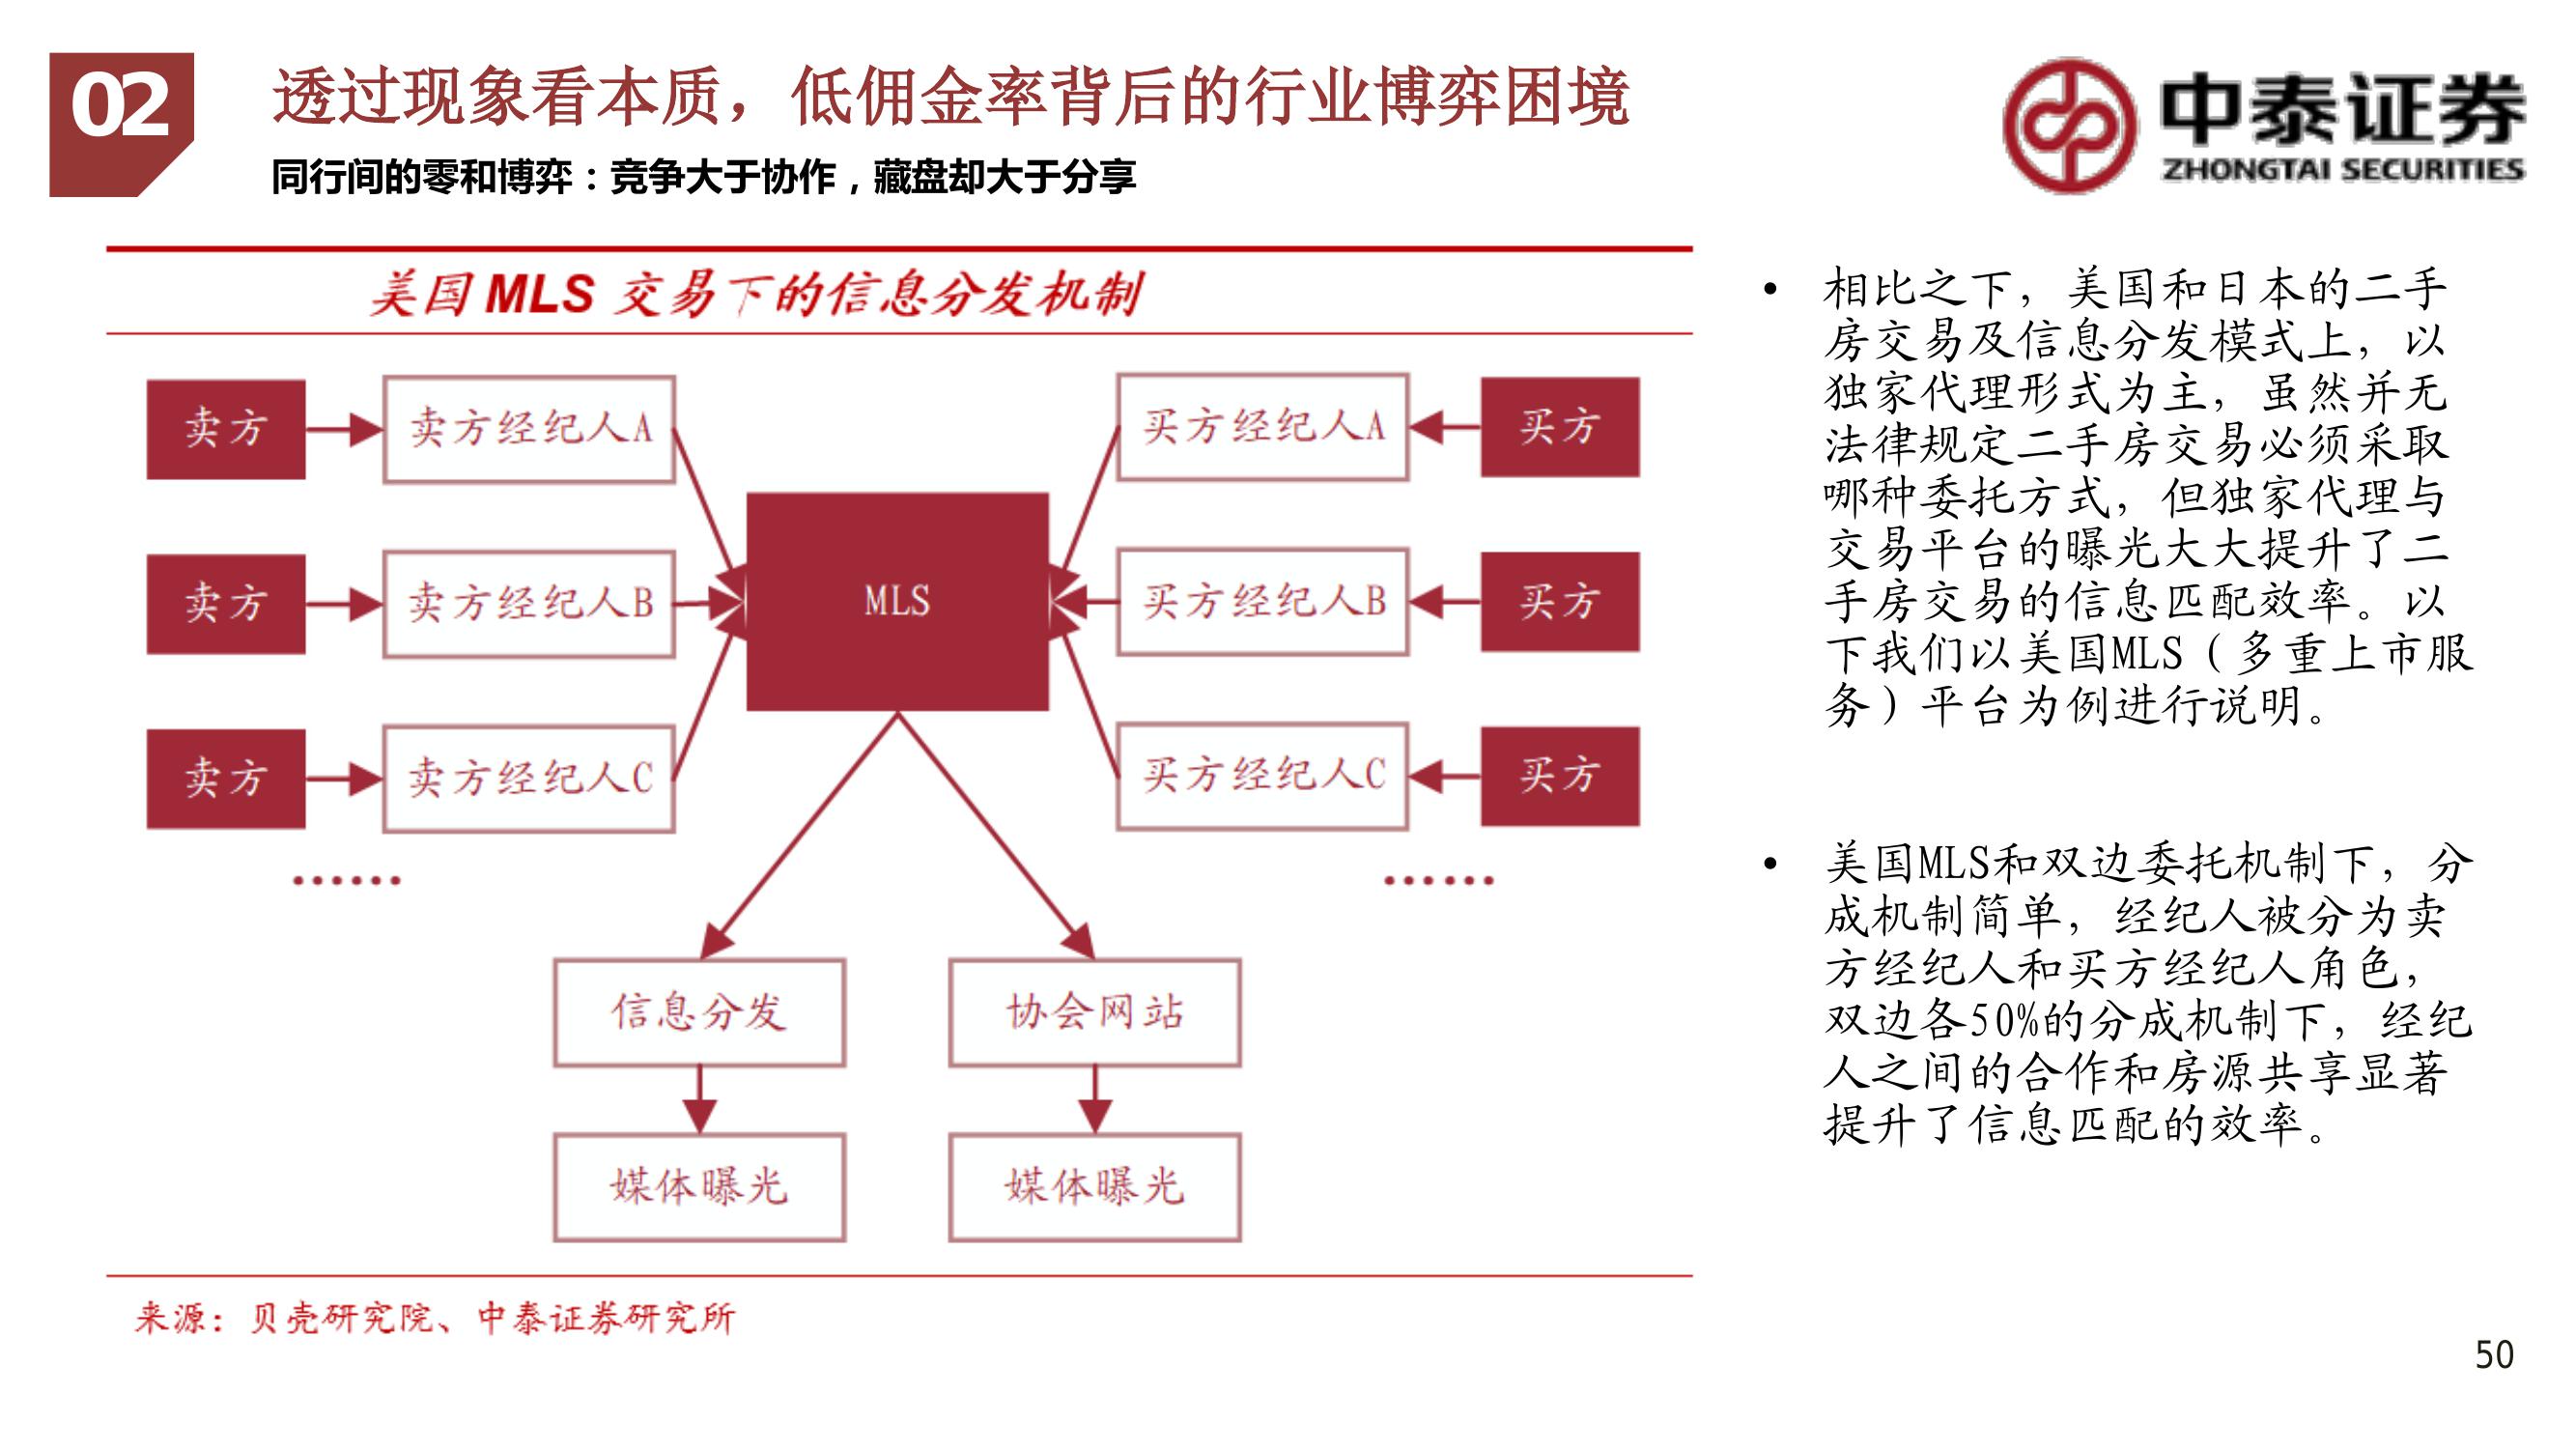 02
透过现象看本质，低佣金率背后的行业博弈困境
同行间的零和博弈：竞争大于协作，藏盘却大于分享
中泰证券
ZHONGTAI SECURITIES
美国 MLS 交易下的信息分发机制
卖方
卖方经纪人A
买方经纪人A
买方
卖方
卖方经纪人B
MLS
买方经纪人B
买方
卖方
卖方经纪人C
买方经纪人C
买方
……
……
信息分发
协会网站
媒体曝光
媒体曝光
来源：贝壳研究院、中泰证券研究所
• 相比之下，美国和日本的二手
房交易及信息分发模式上，以
独家代理形式为主，虽然并无
法律规定二手房交易必须采取
哪种委托方式，但独家代理与
交易平台的曝光大大提升了二
手房交易的信息匹配效率。以
下我们以美国MLS（多重上市服
务）平台为例进行说明。
• 美国MLS和双边委托机制下，分
成机制简单，经纪人被分为卖
方经纪人和买方经纪人角色，
双边各50%的分成机制下，经纪
人之间的合作和房源共享显著
提升了信息匹配的效率。
50